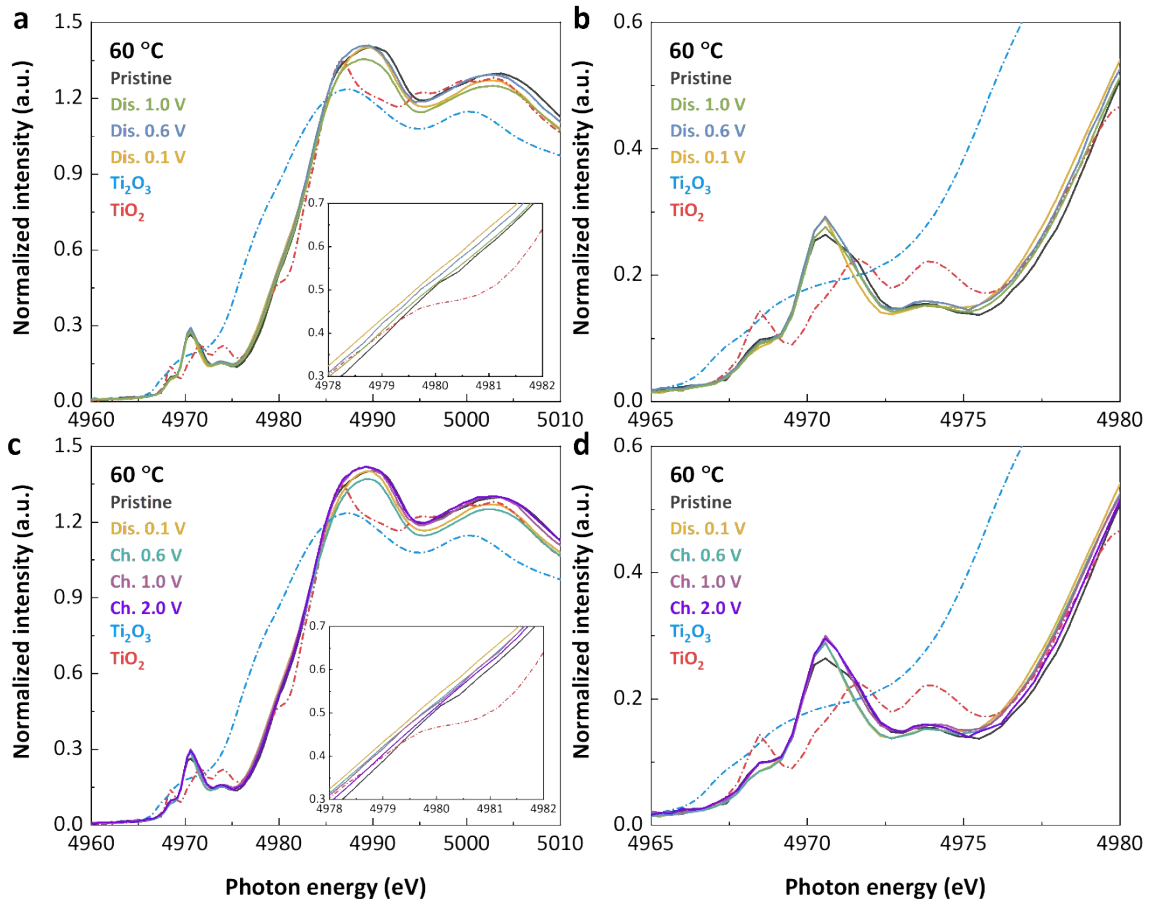 a
60 °C
Pristine
Dis. 1.0 V
Dis. 0.6 V
Dis. 0.1 V
Ti₂O₃
TiO₂
Normalized intensity (a.u.)
1.5
1.2
0.9
0.6
0.3
0.0
4960 4970 4980 4990 5000 5010
0.7
0.6
0.5
0.4
0.3
4978 4979 4980 4981 4982
b
60 °C
Pristine
Dis. 1.0 V
Dis. 0.6 V
Dis. 0.1 V
Ti₂O₃
TiO₂
Normalized intensity (a.u.)
0.6
0.4
0.2
0.0
4965 4970 4975 4980
c
60 °C
Pristine
Dis. 0.1 V
Ch. 0.6 V
Ch. 1.0 V
Ch. 2.0 V
Ti₂O₃
TiO₂
Normalized intensity (a.u.)
1.5
1.2
0.9
0.6
0.3
0.0
4960 4970 4980 4990 5000 5010
0.7
0.6
0.5
0.4
0.3
4978 4979 4980 4981 4982
Photon energy (eV)
d
60 °C
Pristine
Dis. 0.1 V
Ch. 0.6 V
Ch. 1.0 V
Ch. 2.0 V
Ti₂O₃
TiO₂
Normalized intensity (a.u.)
0.6
0.4
0.2
0.0
4965 4970 4975 4980
Photon energy (eV)